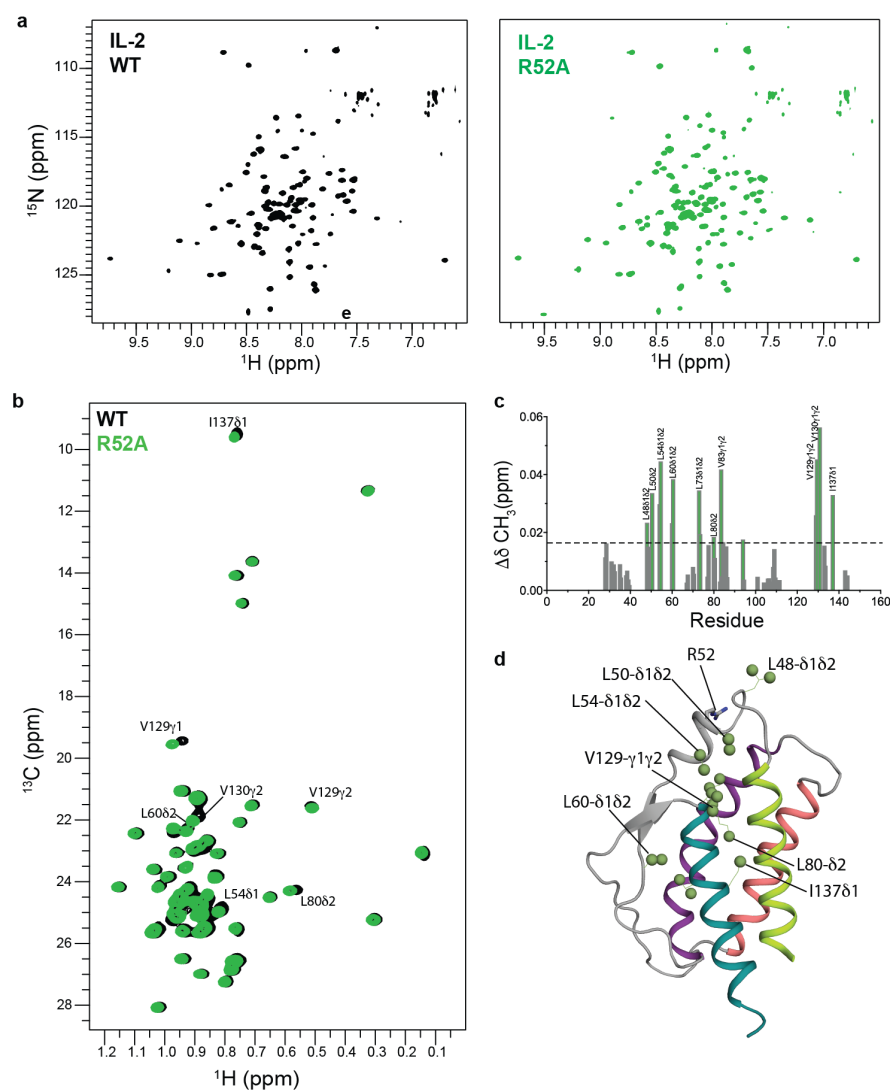 a
IL-2
WT
IL-2
R52A
110
115
120
125
15N (ppm)
e
9.5 9.0 8.5 8.0 7.5 7.0
1H (ppm)
9.5 9.0 8.5 8.0 7.5 7.0
1H (ppm)
b
WT
R52A
I137δ1
10
12
14
16
18
20
22
24
26
28
13C (ppm)
V129γ1
V130γ2
V129γ2
L60δ2
L54δ1
L80δ2
1.2 1.1 1.0 0.9 0.8 0.7 0.6 0.5 0.4 0.3 0.2 0.1
1H (ppm)
c
0.06
0.04
0.02
0.00
Δδ CH3(ppm)
L48δ1δ2
L50δ2
L54δ1δ2
L60δ1δ2
L73δ1δ2
L80δ2
V83γ1γ2
V129γ1γ2
V130γ1γ2
I137δ1
0 20 40 60 80 100 120 140 160
Residue
d
R52
L48-δ1δ2
L50-δ1δ2
L54-δ1δ2
V129-γ1γ2
L60-δ1δ2
L80-δ2
I137δ1